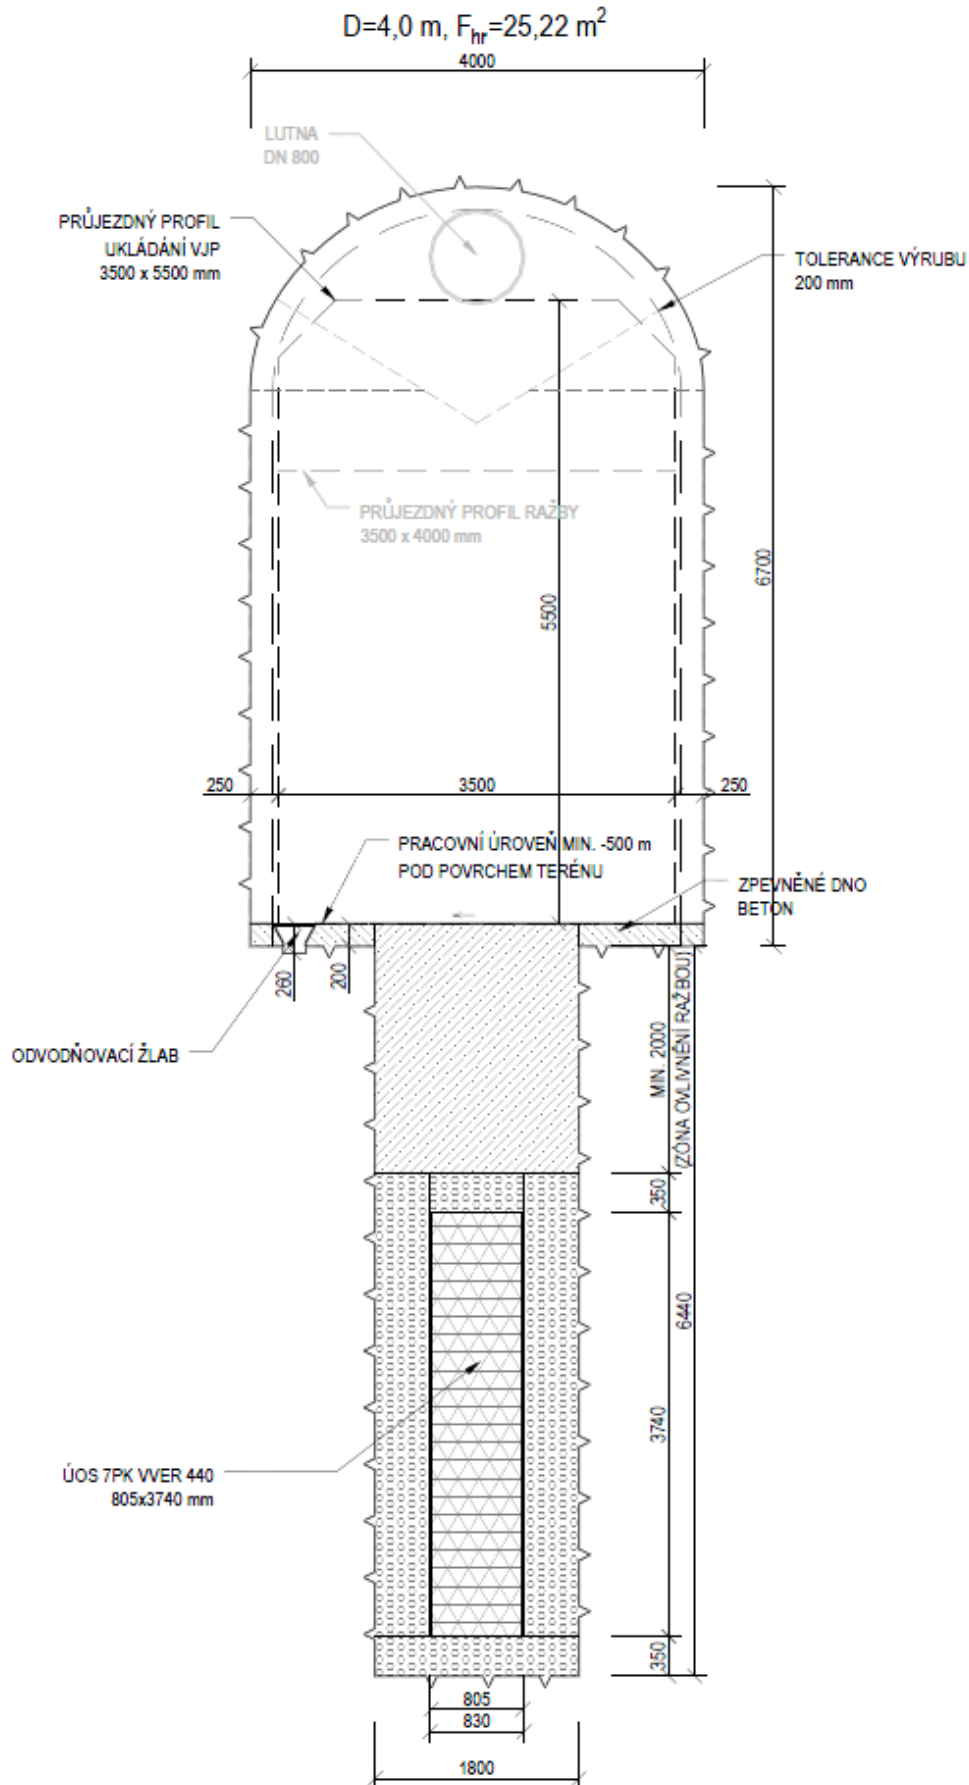 D=4,0 m, Fhr=25,22 m²
4000
LUTNA
DN 800
PRŮJEZDNÝ PROFIL
UKLÁDÁNÍ VJP
3500 x 5500 mm
TOLERANCE VÝRUBU
200 mm
PRŮJEZDNÝ PROFIL RAŽBY
3500 x 4000 mm
6700
5500
250
3500
250
PRACOVNÍ ÚROVEŇ MIN. -500 m
POD POVRCHEM TERÉNU
ZPEVNĚNÉ DNO
BETON
260
200
ODVODŇOVACÍ ŽLAB
MIN. 2000
(ZÓNA OVLIVNĚNÍ RAŽBOU)
350
6440
3740
ÚOS 7PK VVER 440
805x3740 mm
350
805
830
1800